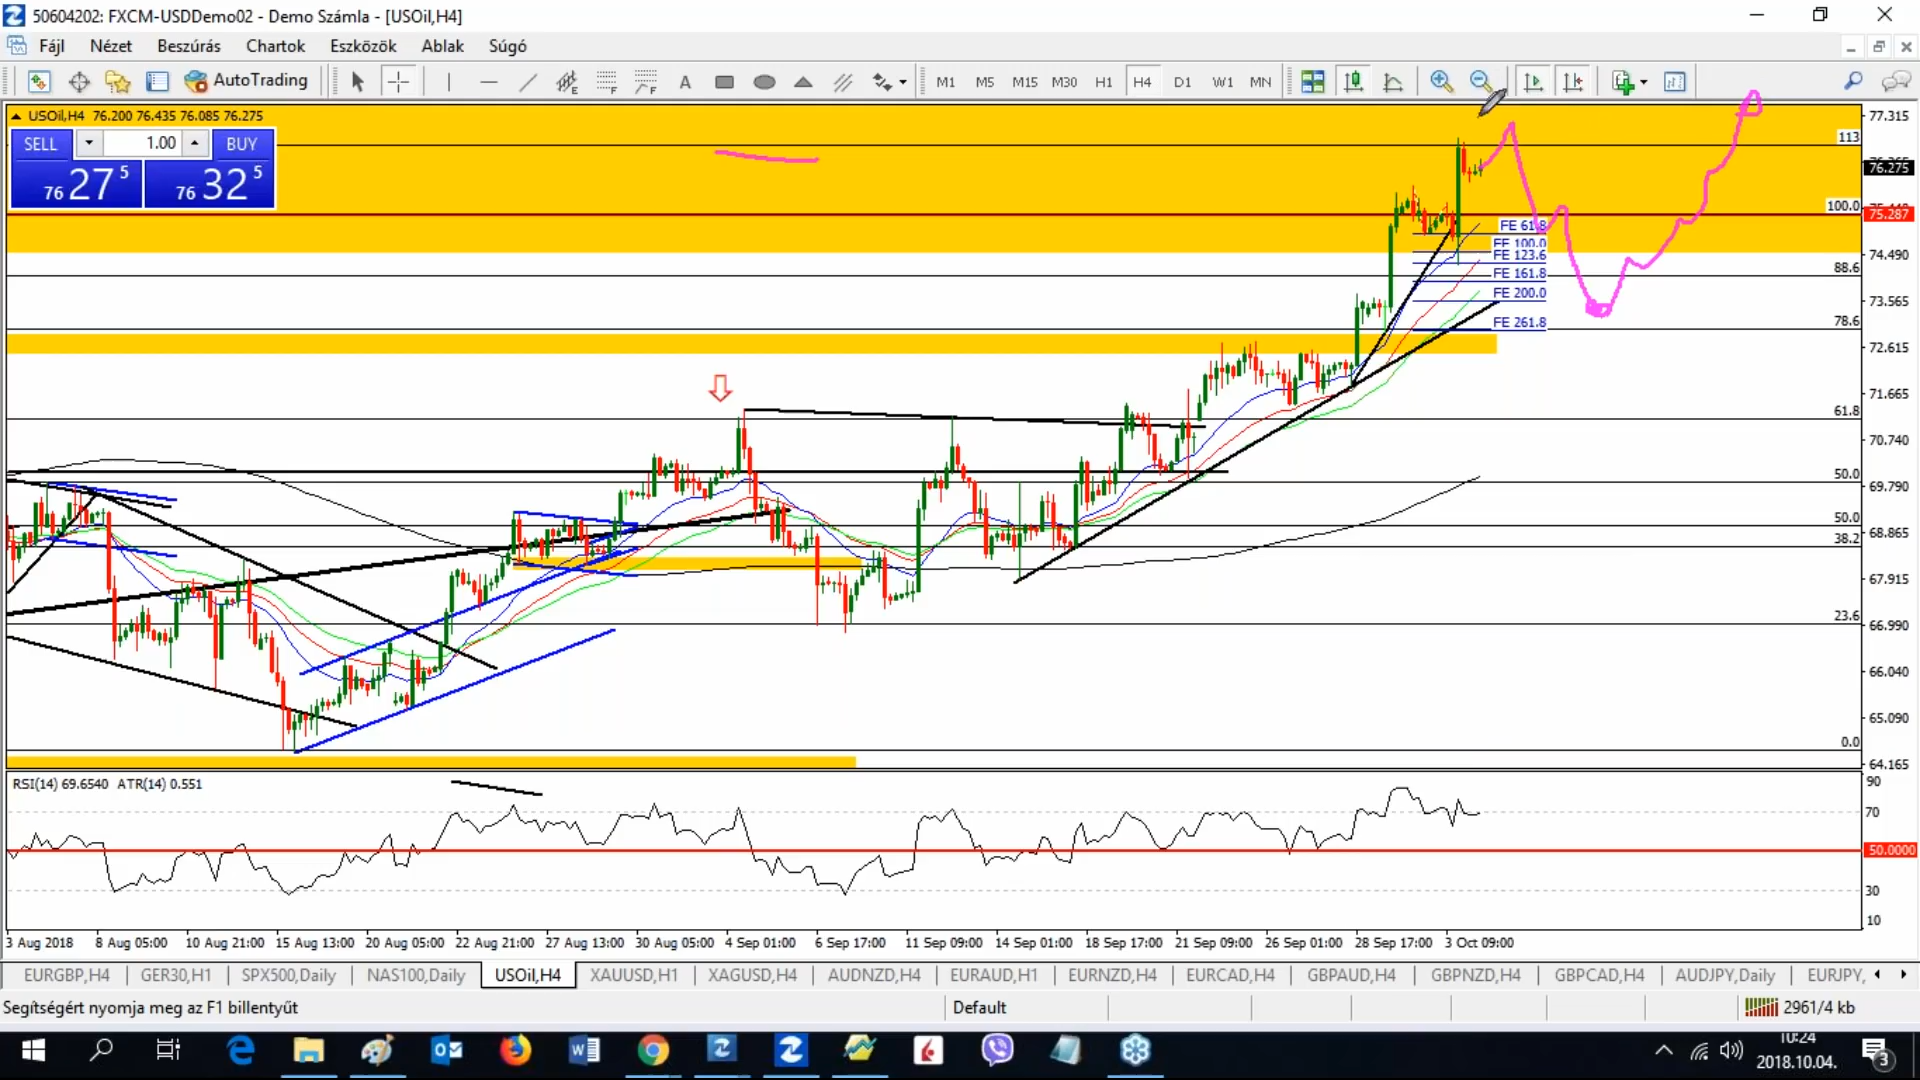 50604202: FXCM-USDDemo02 - Demo Számla - [USOil,H4]
Fájl Nézet Beszúrás Chartok Eszközök Ablak Súgó
AutoTrading A M1 M5 M15 M30 H1 H4 D1 W1 MN
USOil,H4 76.200 76.435 76.085 76.275
SELL 1.00 BUY
76 27 5 76 32 5
77.315
113
76.275
100.0
75.287
FE 61.8
FE 100.0
FE 123.6
74.490
88.6
FE 161.8
FE 200.0
73.565
FE 261.8
78.6
72.615
71.665
61.8
70.740
50.0
69.790
50.0
68.865
38.2
67.915
23.6
66.990
66.040
65.090
0.0
64.165
RSI(14) 69.6540 ATR(14) 0.551
90
70
50.0000
30
10
3 Aug 2018 8 Aug 05:00 10 Aug 21:00 15 Aug 13:00 20 Aug 05:00 22 Aug 21:00 27 Aug 13:00 30 Aug 05:00 4 Sep 01:00 6 Sep 17:00 11 Sep 09:00 14 Sep 01:00 18 Sep 17:00 21 Sep 09:00 26 Sep 01:00 28 Sep 17:00 3 Oct 09:00
EURGBP,H4 GER30,H1 SPX500,Daily NAS100,Daily USOil,H4 XAUUSD,H1 XAGUSD,H4 AUDNZD,H4 EURAUD,H1 EURNZD,H4 EURCAD,H4 GBPAUD,H4 GBPNZD,H4 GBPCAD,H4 AUDJPY,Daily EURJPY,
Segítségért nyomja meg az F1 billentyűt Default 2961/4 kb
10:24
2018.10.04.
3